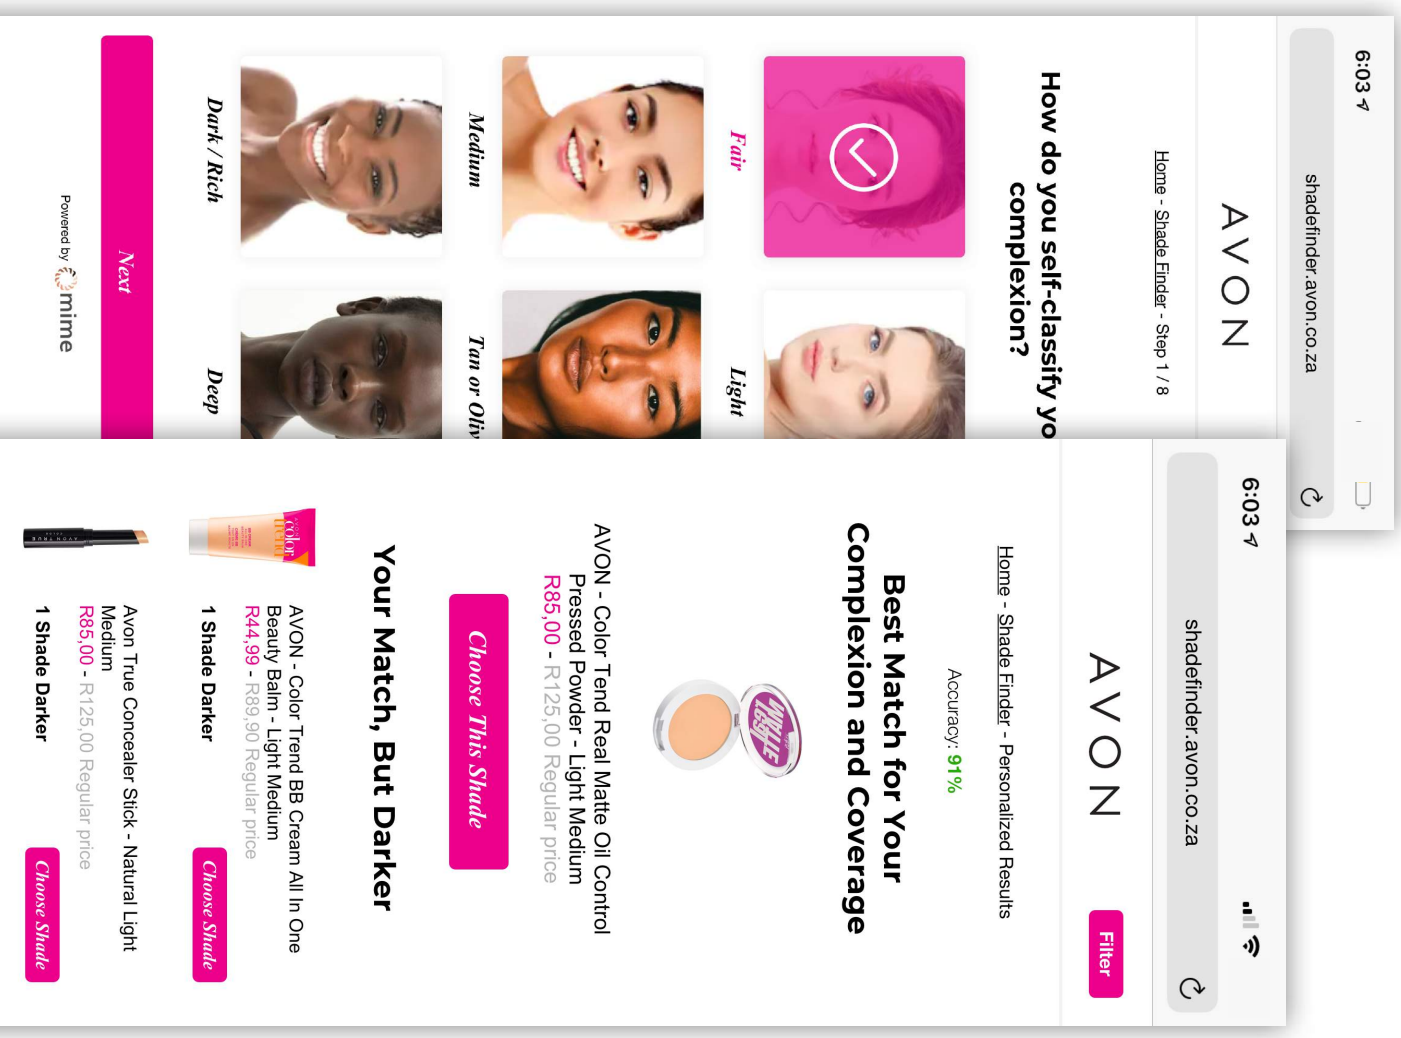 6:03
shadefinder.avon.co.za
AVON
Home - Shade Finder - Step 1 / 8
How do you self-classify yo
complexion?
Fair
Light
Medium
Tan or Oliv
Dark / Rich
Deep
Next
Powered by mime
6:03
shadefinder.avon.co.za
AVON
Filter
Home - Shade Finder - Personalized Results
Accuracy: 91%
Best Match for Your
Complexion and Coverage
AVON - Color Tend Real Matte Oil Control
Pressed Powder - Light Medium
R85,00 - R125,00 Regular price
Choose This Shade
Your Match, But Darker
color
trend
AVON - Color Trend BB Cream All In One
Beauty Balm - Light Medium
R44,99 - R89,90 Regular price
1 Shade Darker
Choose Shade
AVON TRUE
Avon True Concealer Stick - Natural Light
Medium
R85,00 - R125,00 Regular price
1 Shade Darker
Choose Shade